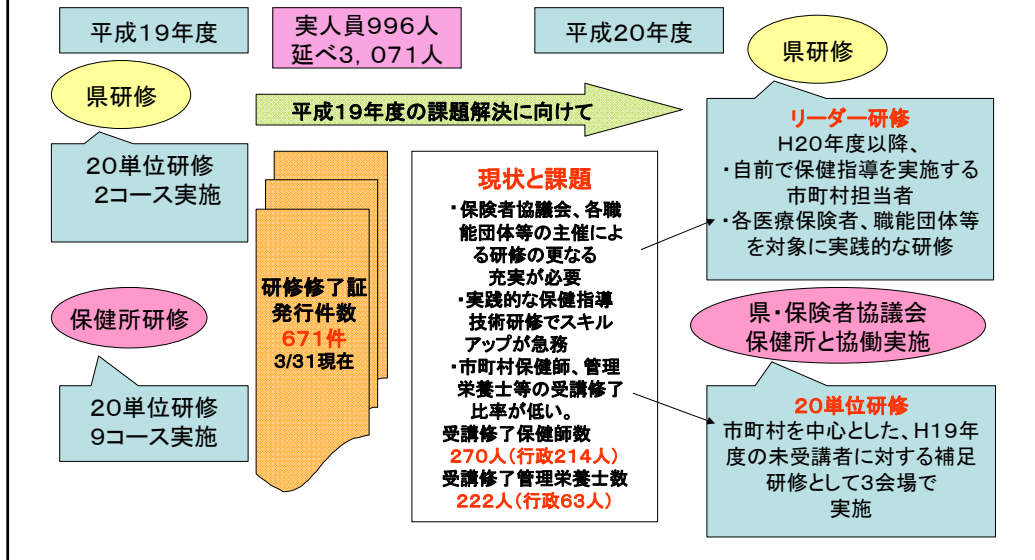 平成19年度
実人員996人
延べ3，071人
平成20年度
県研修
20単位研修
2コース実施
保健所研修
20単位研修
9コース実施
平成19年度の課題解決に向けて
研修修了証
発行件数
671件
3/31現在
現状と課題
・保険者協議会、各職
能団体等の主催によ
る研修の更なる
充実が必要
・実践的な保健指導
技術研修でスキル
アップが急務
・市町村保健師、管理
栄養士等の受講修了
比率が低い。
受講修了保健師数
270人（行政214人）
受講修了管理栄養士数
222人（行政63人）
県研修
リーダー研修
H20年度以降、
・自前で保健指導を実施する
市町村担当者
・各医療保険者、職能団体等
を対象に実践的な研修
県・保険者協議会
保健所と協働実施
20単位研修
市町村を中心とした、H19年
度の未受講者に対する補足
研修として3会場で
実施